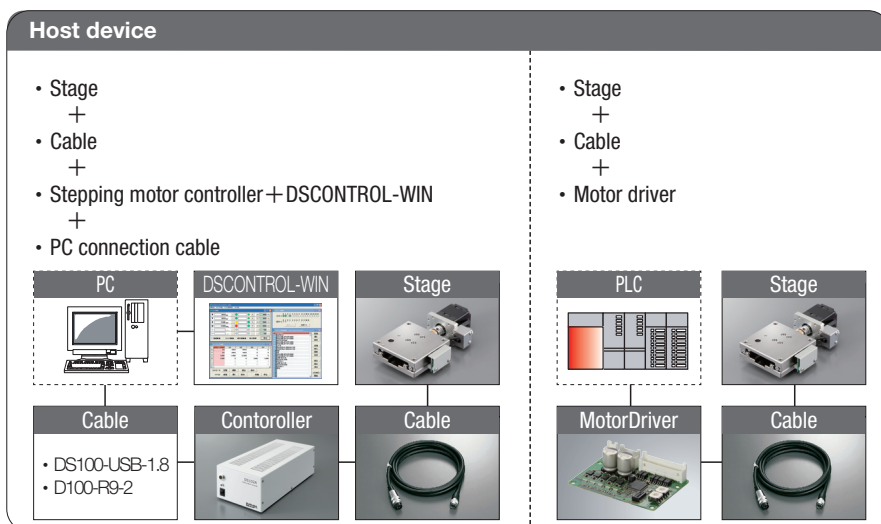 Host device
• Stage
+
• Cable
+
• Stepping motor controller+DSCONTROL-WIN
+
• PC connection cable
PC
DSCONTROL-WIN
Stage
Cable
• DS100-USB-1.8
• D100-R9-2
Contoroller
Cable
• Stage
+
• Cable
+
• Motor driver
PLC
Stage
MotorDriver
Cable